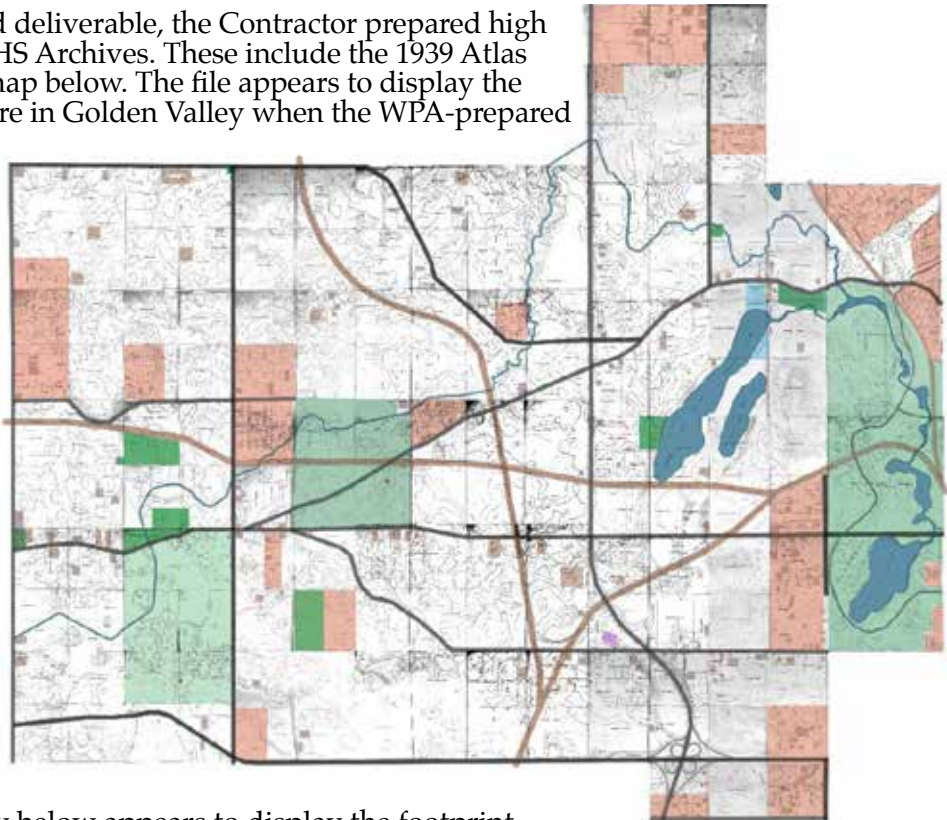 d deliverable, the Contractor prepared high
HS Archives. These include the 1939 Atlas
map below. The file appears to display the
re in Golden Valley when the WPA-prepared
below appears to display the footprint